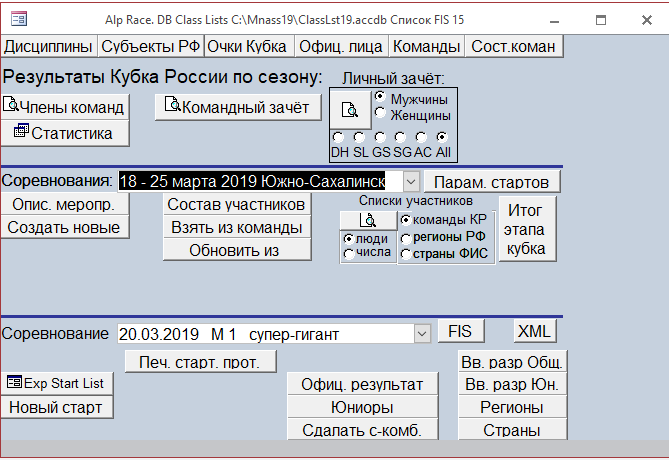 Alp Race. DB Class Lists C:\Mnass19\ClassLst19.accdb Список FIS 15
Дисциплины Субъекты РФ Очки Кубка Офиц. лица Команды Сост.коман
Результаты Кубка России по сезону: Личный зачёт:
Члены команд Командный зачёт Мужчины
Женщины
Статистика
DH SL GS SG AC All
Соревнования: 18 - 25 марта 2019 Южно-Сахалинск Парам. стартов
Опис. меропр. Состав участников Списки участников Итог этапа кубка
Создать новые Взять из команды команды КР
люди регионы РФ
Обновить из числа страны ФИС
Соревнование 20.03.2019 М 1 супер-гигант FIS XML
Печ. старт. прот. Вв. разр Общ.
Exp Start List Офиц. результат Вв. разр Юн.
Новый старт Юниоры Регионы
Сдалать с-комб. Страны